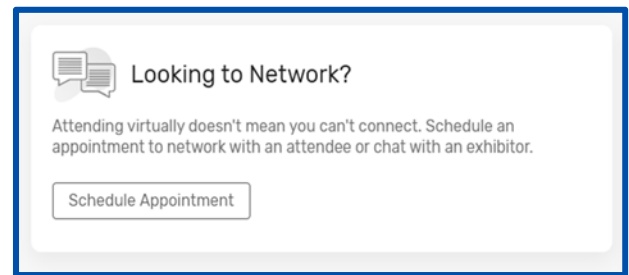 Looking to Network?
Attending virtually doesn't mean you can't connect. Schedule an
appointment to network with an attendee or chat with an exhibitor.
Schedule Appointment